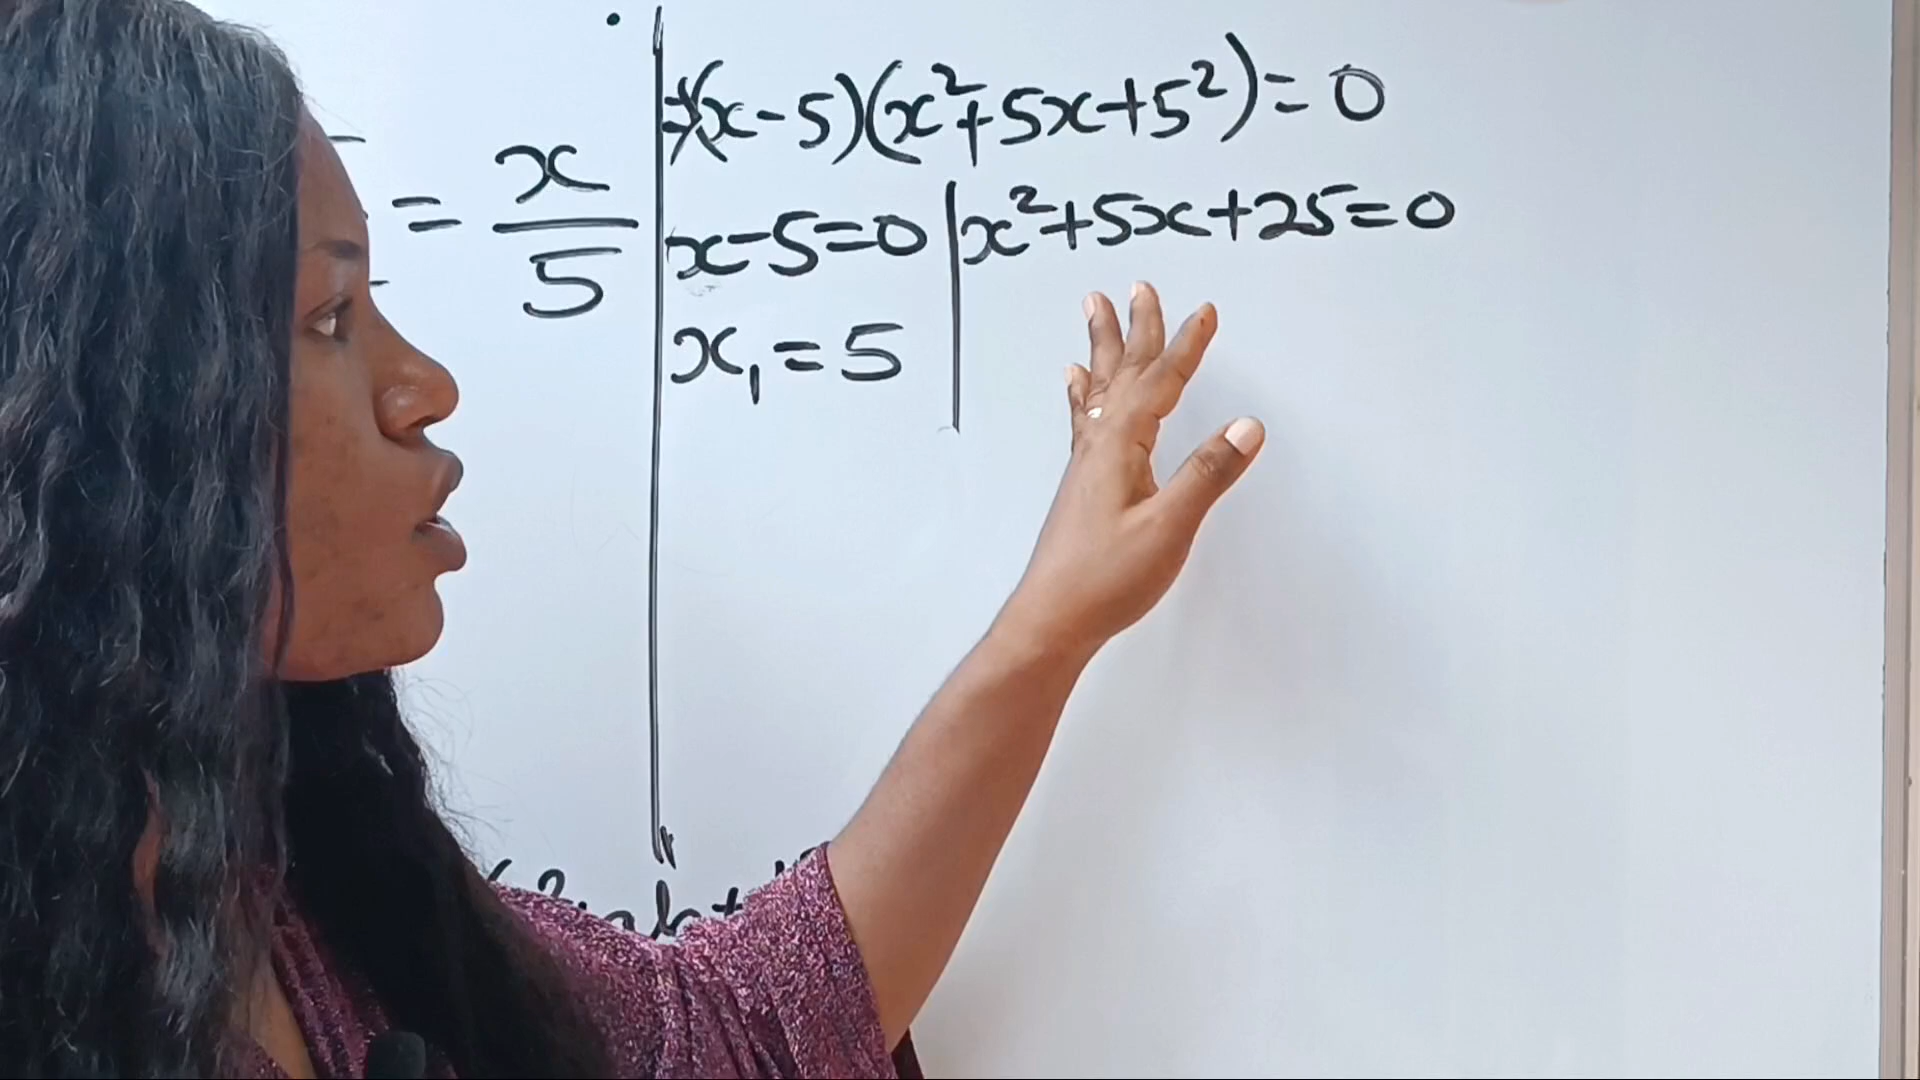 = x/5
⇒(x-5)(x²+5x+5²)=0
x-5=0 | x²+5x+25=0
x₁=5